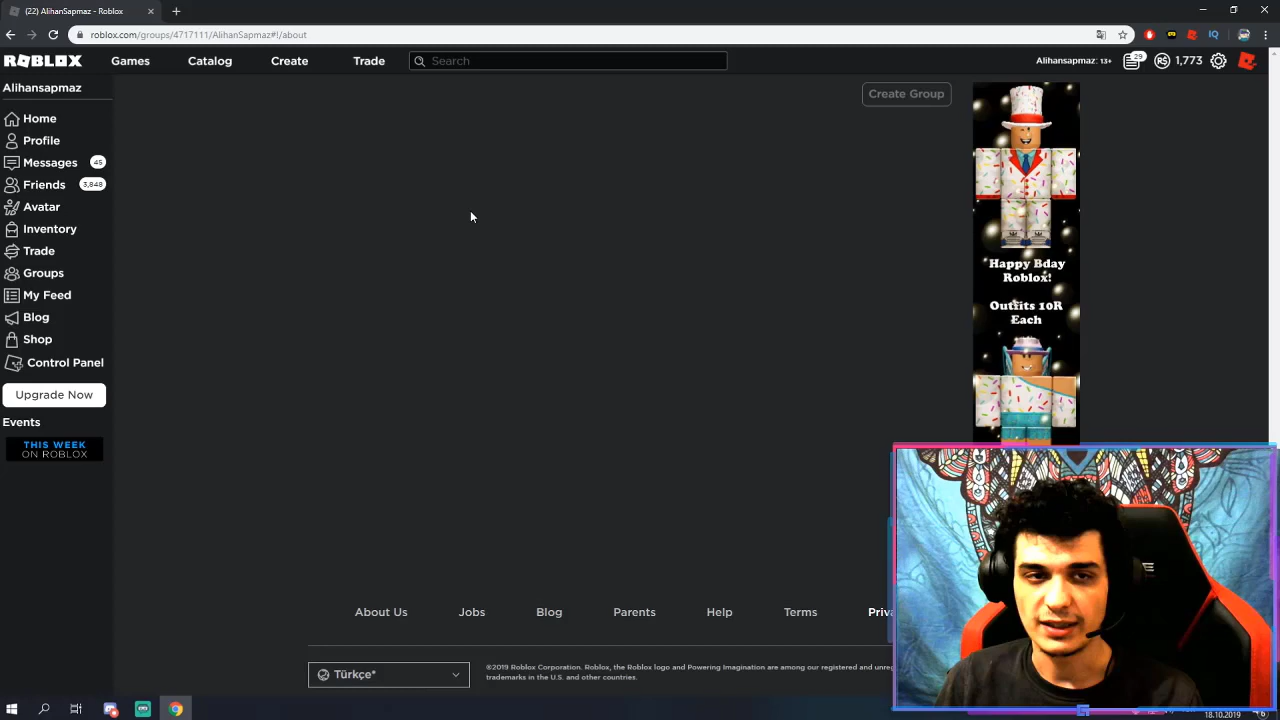 (22) AlihanSapmaz - Roblox
roblox.com/groups/4717111/AlihanSapmaz#!/about
ROBLOX
Games
Catalog
Create
Trade
Search
Alihansapmaz: 13+
29
1,773
Alihansapmaz
Create Group
Home
Profile
Messages 45
Friends 3,848
Avatar
Inventory
Trade
Groups
My Feed
Blog
Shop
Control Panel
Upgrade Now
Events
THIS WEEK
ON ROBLOX
Happy Bday
Roblox!
Outfits 10R
Each
About Us
Jobs
Blog
Parents
Help
Terms
Türkçe*
©2019 Roblox Corporation. Roblox, the Roblox logo and Powering Imagination are among our registered and
trademarks in the U.S. and other countries.
18.10.2019